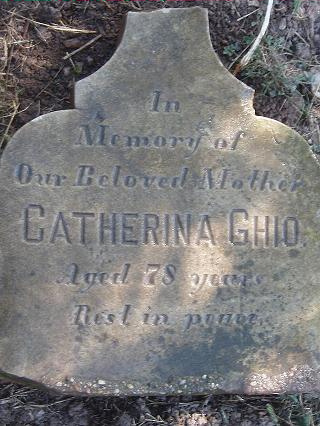 In
Memory of
Our Beloved Mother
CATHERINA GHIO.
Aged 78 years
Rest in peace.